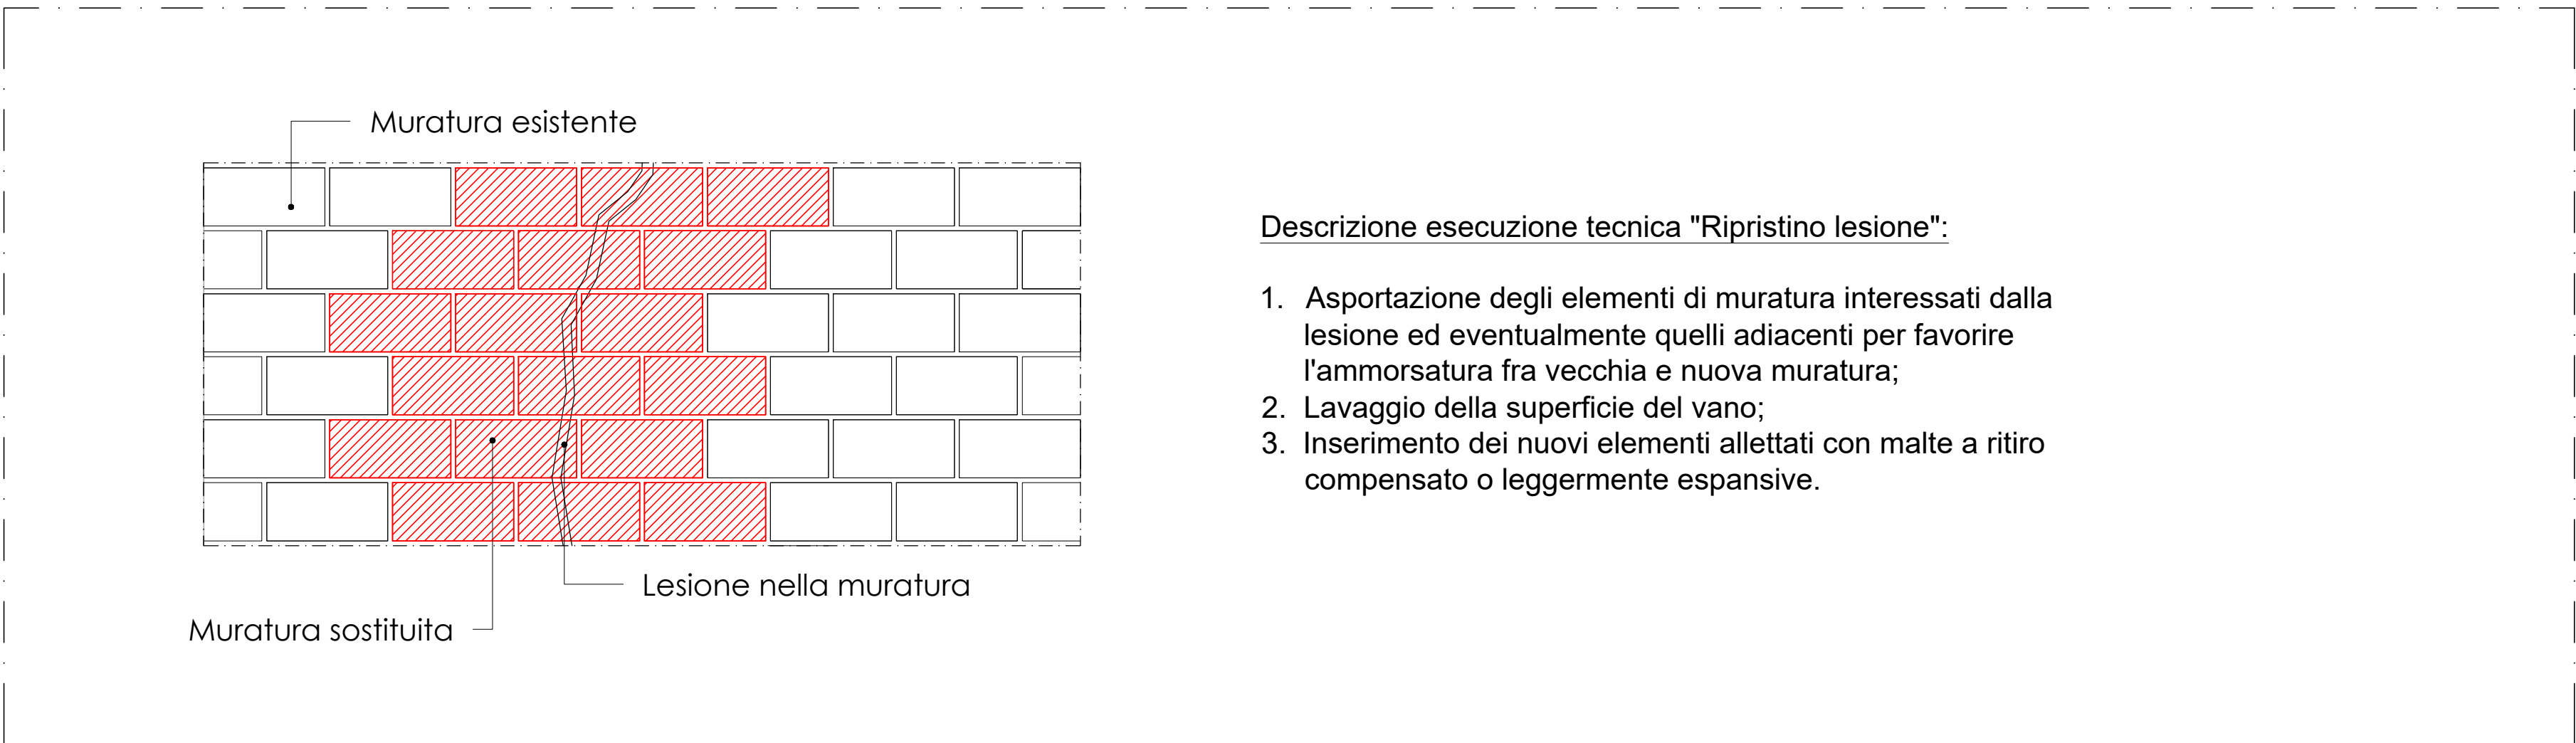 Muratura esistente
Lesione nella muratura
Muratura sostituita
Descrizione esecuzione tecnica "Ripristino lesione":
1. Asportazione degli elementi di muratura interessati dalla
lesione ed eventualmente quelli adiacenti per favorire
l'ammorsatura fra vecchia e nuova muratura;
2. Lavaggio della superficie del vano;
3. Inserimento dei nuovi elementi allettati con malte a ritiro
compensato o leggermente espansive.